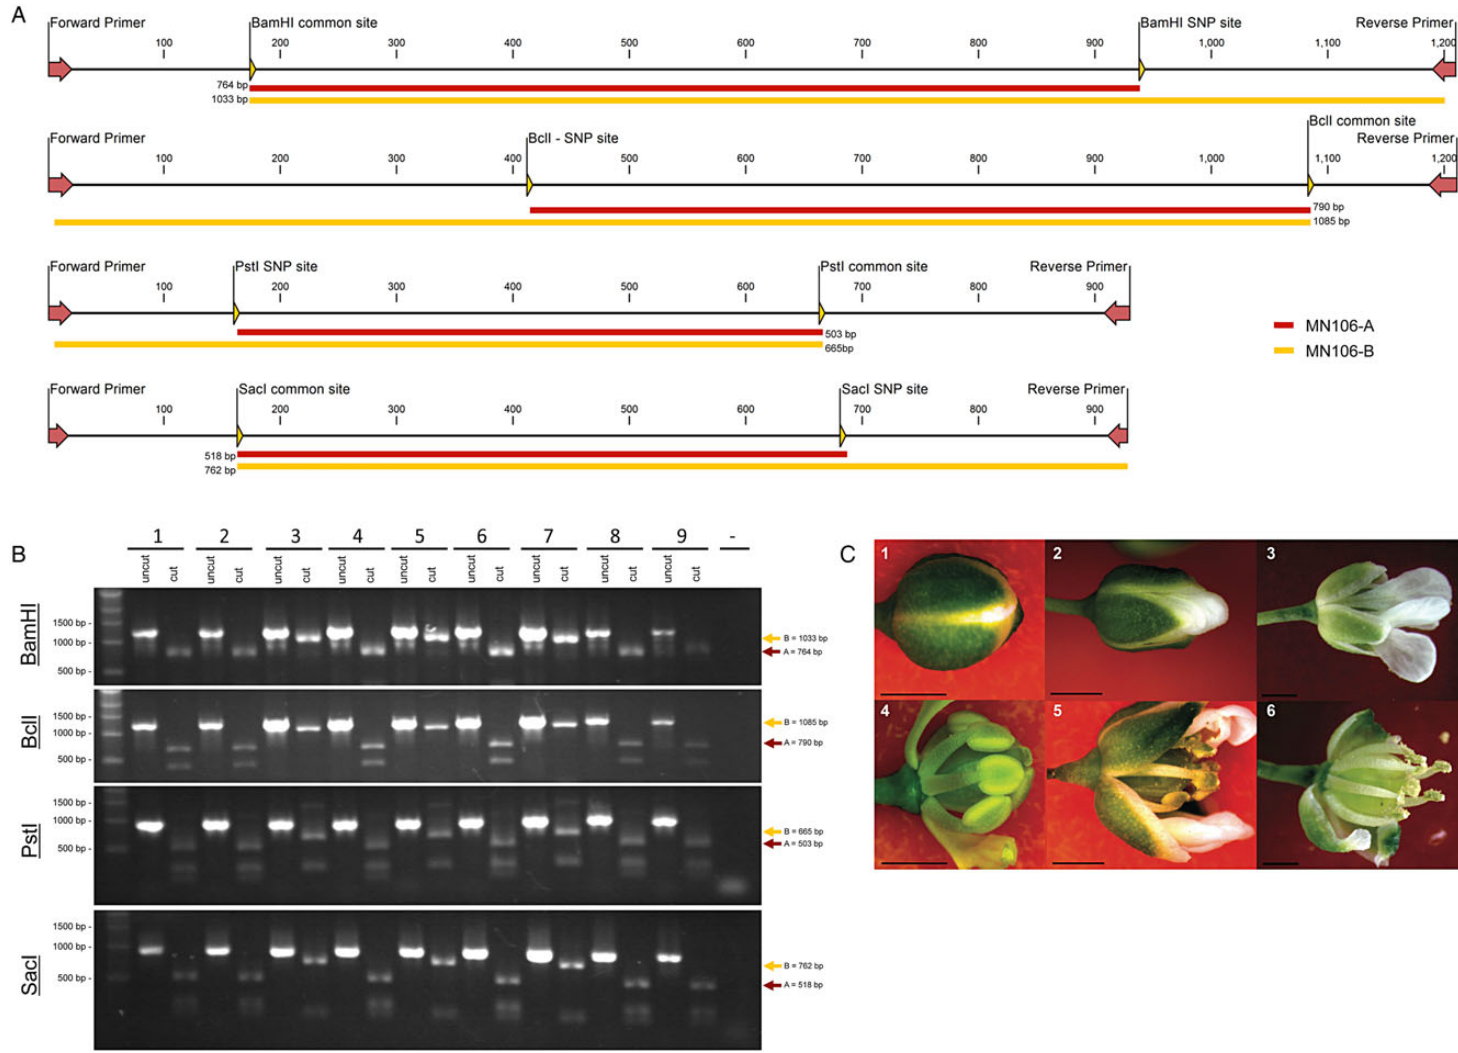 A
Forward Primer BamHI common site BamHI SNP site Reverse Primer
100 200 300 400 500 600 700 800 900 1,000 1,100 1,200
764 bp
1033 bp
BclI common site
Forward Primer BclI - SNP site Reverse Primer
100 200 300 400 500 600 700 800 900 1,000 1,100 1,200
790 bp
1085 bp
Forward Primer PstI SNP site PstI common site Reverse Primer
100 200 300 400 500 600 700 800 900
503 bp
665bp
MN106-A
MN106-B
Forward Primer SacI common site SacI SNP site Reverse Primer
100 200 300 400 500 600 700 800 900
518 bp
762 bp
B
1 2 3 4 5 6 7 8 9 -
uncut cut uncut cut uncut cut uncut cut uncut cut uncut cut uncut cut uncut cut uncut cut
BamHI
1500 bp -
1000 bp -
500 bp -
B = 1033 bp
A = 764 bp
BclI
1500 bp -
1000 bp -
500 bp -
B = 1085 bp
A = 790 bp
PstI
1500 bp -
1000 bp -
500 bp -
B = 665 bp
A = 503 bp
SacI
1500 bp -
1000 bp -
500 bp -
B = 762 bp
A = 518 bp
C
1 2 3
4 5 6